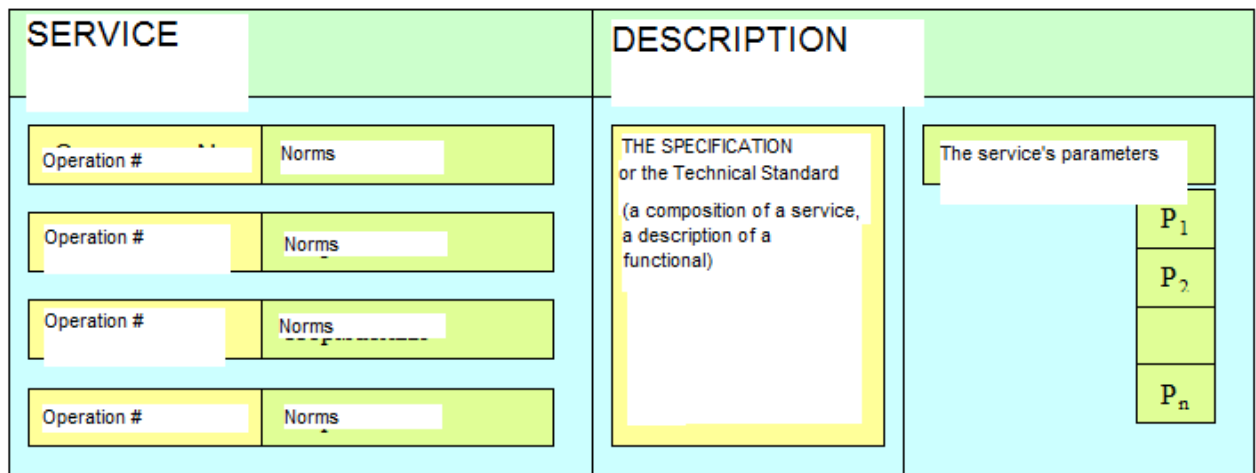 SERVICE
DESCRIPTION
Operation #
Norms
Operation #
Norms
Operation #
Norms
Operation #
Norms
THE SPECIFICATION
or the Technical Standard
(a composition of a service,
a description of a
functional)
The service's parameters
P₁
P₂
Pₙ